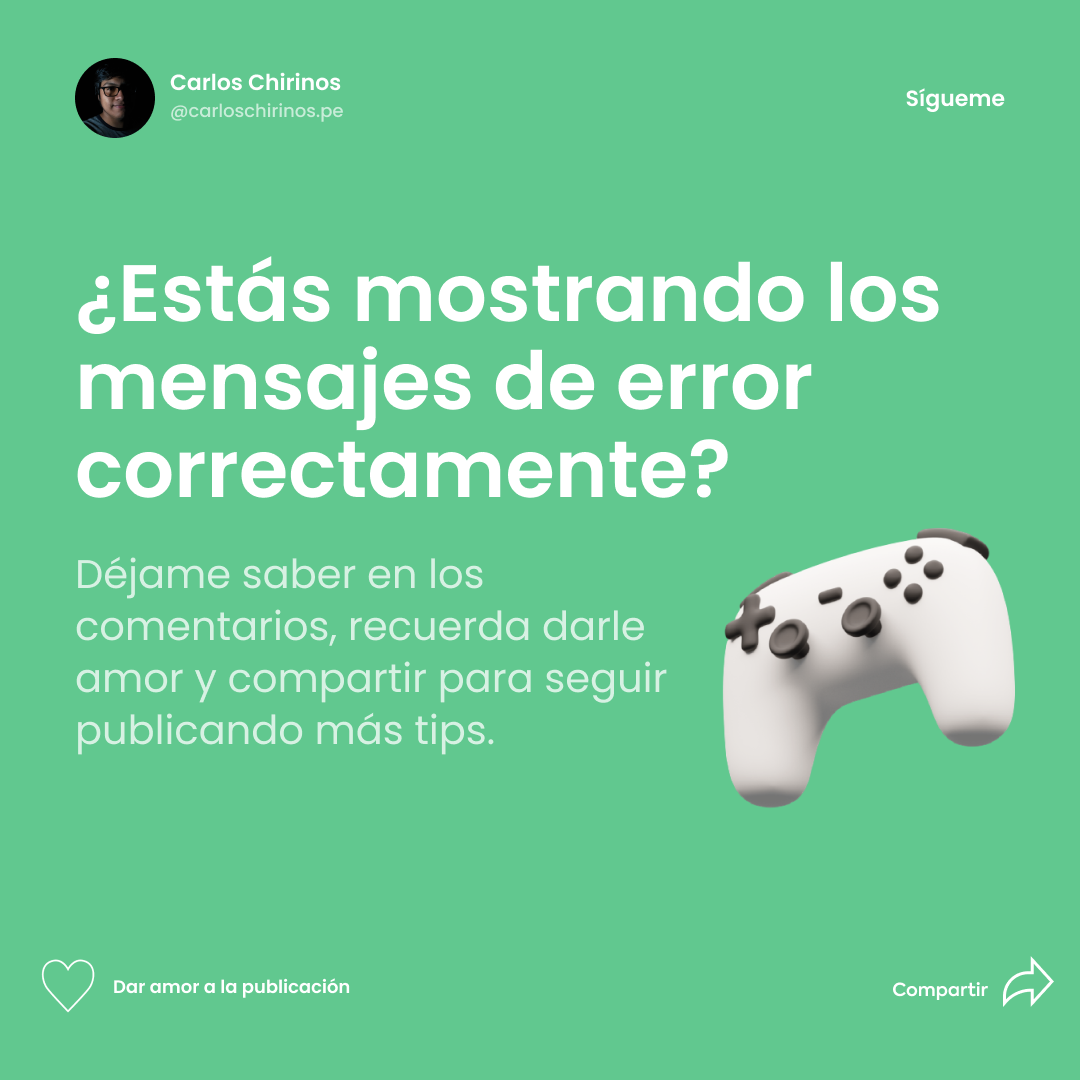 Carlos Chirinos
@carloschirinos.pe
Sígueme
¿Estás mostrando los
mensajes de error
correctamente?
Déjame saber en los
comentarios, recuerda darle
amor y compartir para seguir
publicando más tips.
Dar amor a la publicación
Compartir